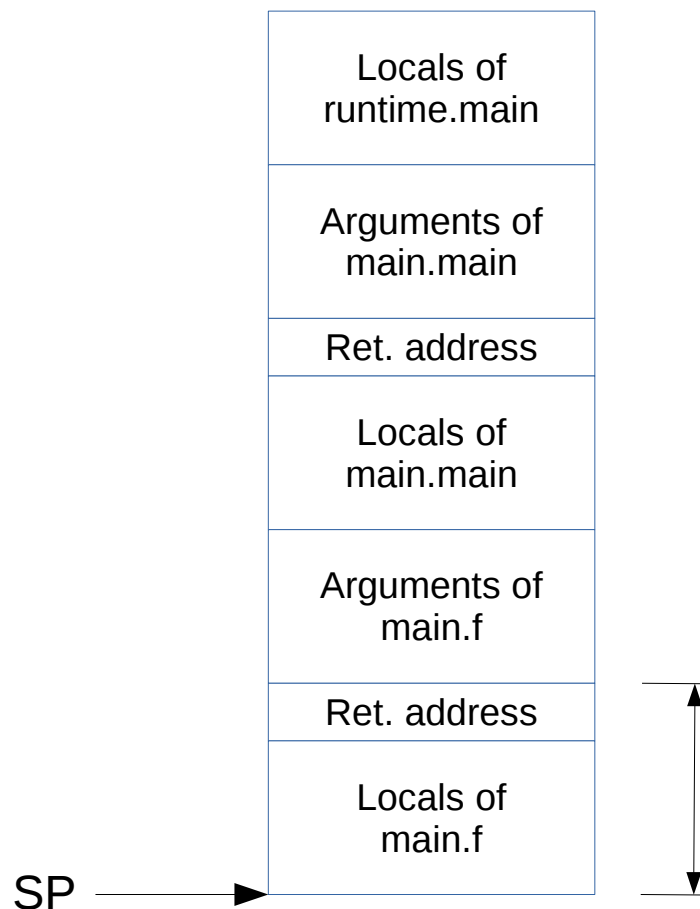 Locals of
runtime.main
Arguments of
main.main
Ret. address
Locals of
main.main
Arguments of
main.f
Ret. address
Locals of
main.f
SP